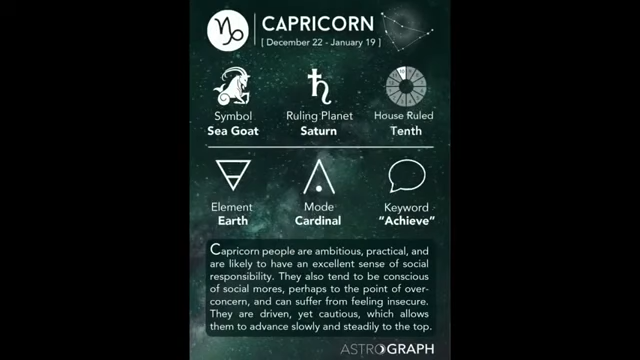 CAPRICORN
[ December 22 - January 19 ]
Symbol
Sea Goat
Ruling Planet
Saturn
House Ruled
Tenth
Element
Earth
Mode
Cardinal
Keyword
"Achieve"
Capricorn people are ambitious, practical, and
are likely to have an excellent sense of social
responsibility. They also tend to be conscious
of social mores, perhaps to the point of over-
concern, and can suffer from feeling insecure.
They are driven, yet cautious, which allows
them to advance slowly and steadily to the top.
ASTROGRAPH